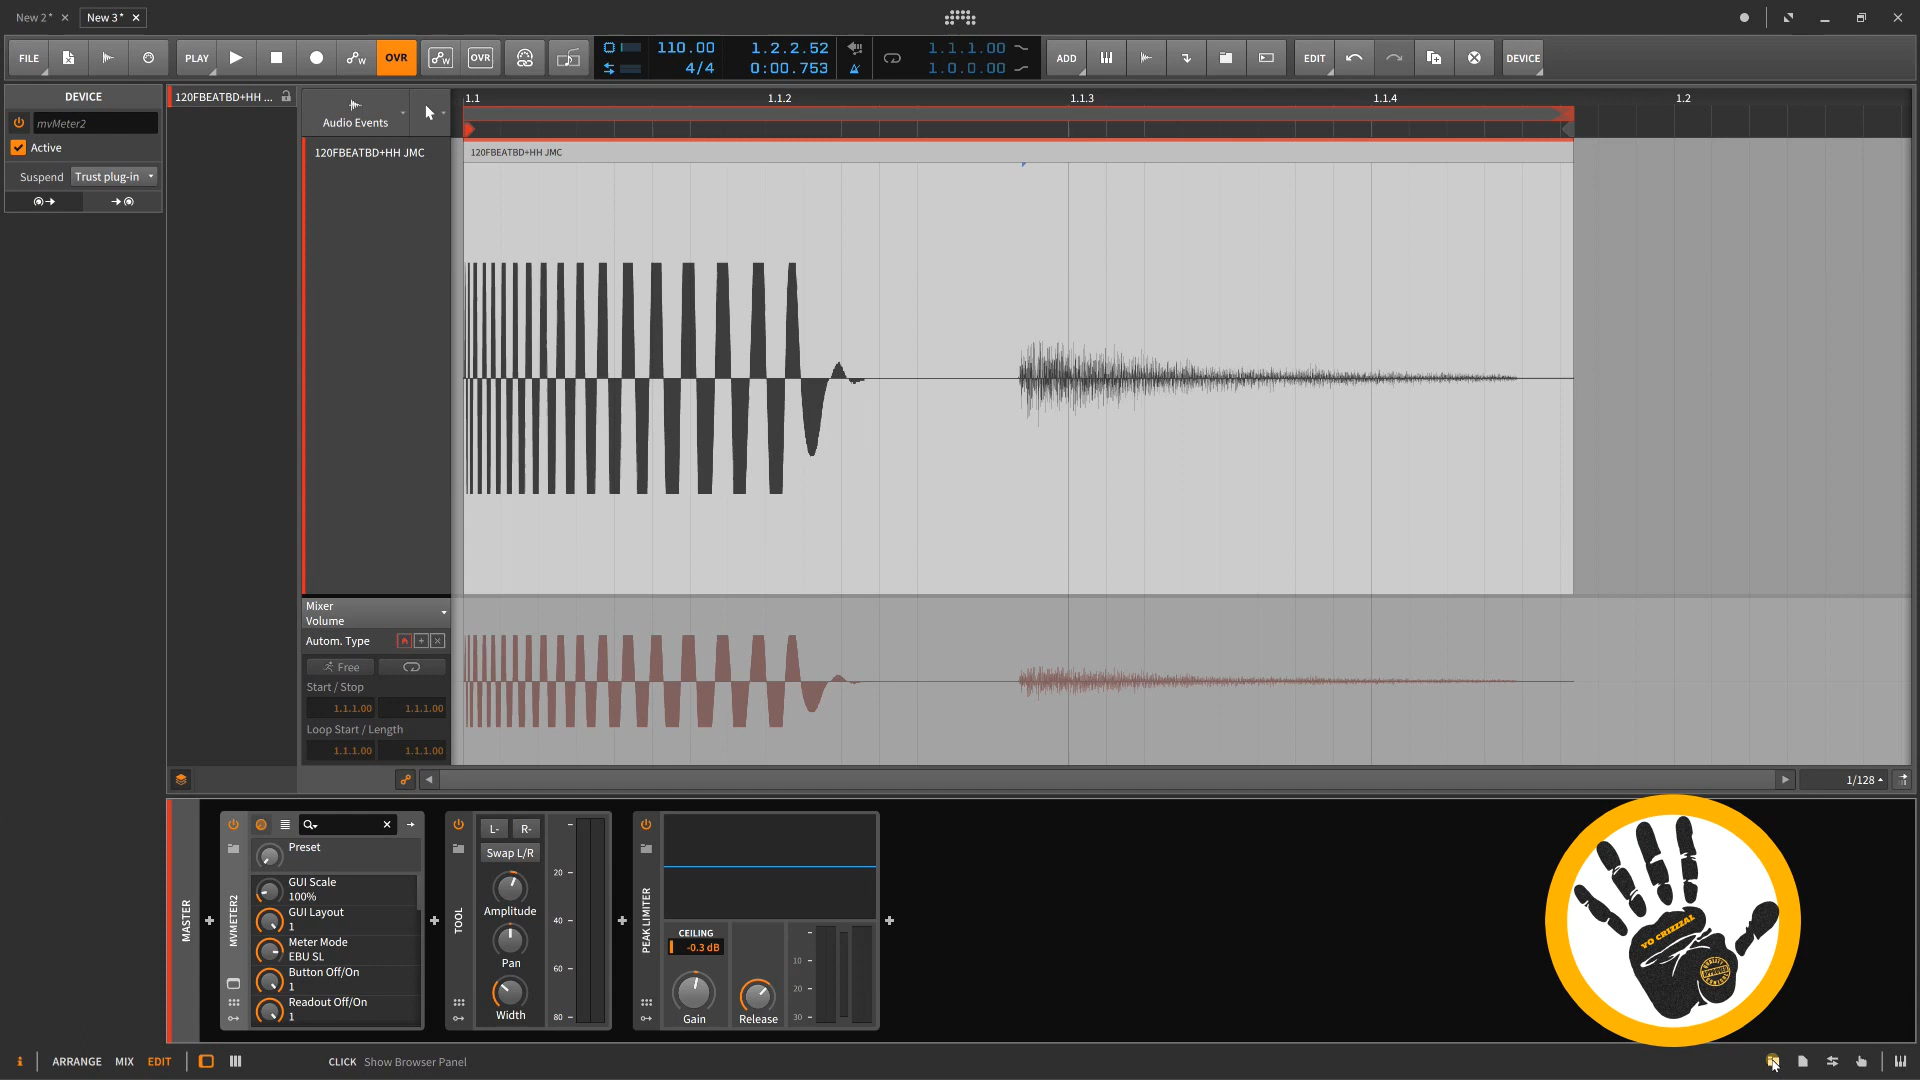 New 2* ×
New 3* ×
FILE
PLAY
OVR
OVR
110.00
4/4
1.2.2.52
0:00.753
1.1.1.00
1.0.0.00
ADD
EDIT
DEVICE
DEVICE
mvMeter2
Active
Suspend Trust plug-in
120FBEATBD+HH ...
Audio Events
1.1 1.1.2 1.1.3 1.1.4 1.2
120FBEATBD+HH JMC
120FBEATBD+HH JMC
Mixer
Volume
Autom. Type
Free
Start / Stop
1.1.1.00 1.1.1.00
Loop Start / Length
1.1.1.00 1.1.1.00
1/128
MASTER
MVMETER2
Preset
GUI Scale
100%
GUI Layout
1
Meter Mode
EBU SL
Button Off/On
1
Readout Off/On
1
TOOL
L- R-
Swap L/R
Amplitude
Pan
Width
20
40
60
80
PEAK LIMITER
CEILING
-0.3 dB
Gain
Release
10
20
30
VO CRIZZZAL
APPROVED
ARRANGE MIX EDIT
CLICK Show Browser Panel